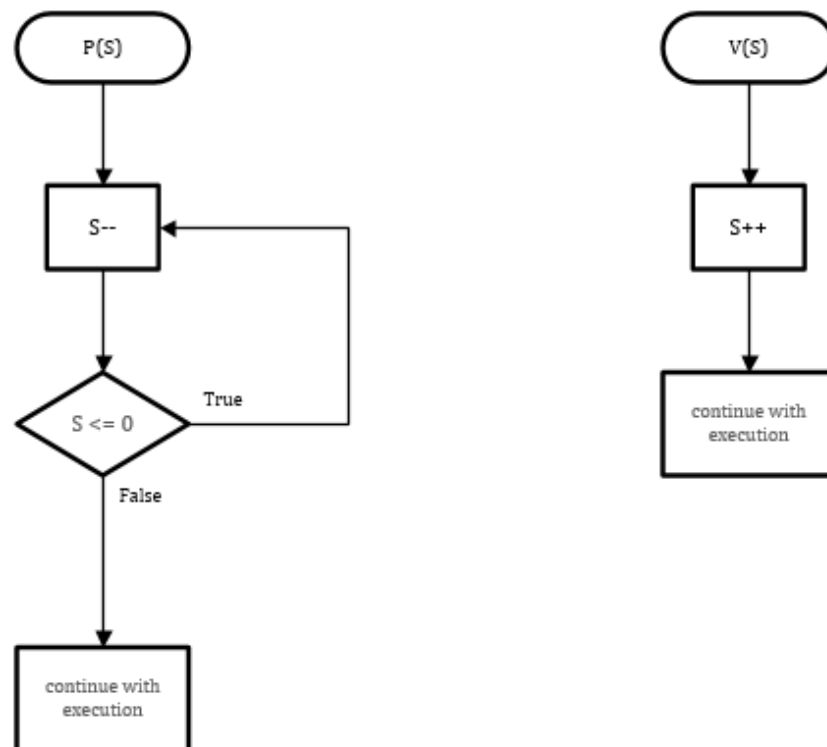 P(S)
V(S)
S--
S++
True
S <= 0
continue with
execution
False
continue with
execution